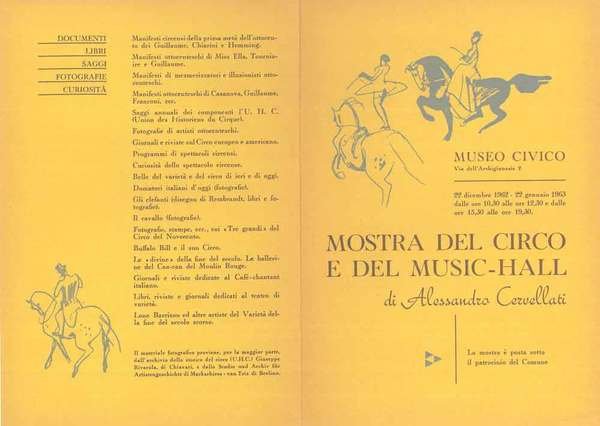 DOCUMENTI
LIBRI
SAGGI
FOTOGRAFIE
CURIOSITÀ
Manifesti circensi della prima metà dell'ottocen-
to dei Guillaume, Chiarini e Hemming.
Manifesti ottocenteschi di Miss Ella, Tournia-
ire e Guillaume.
Manifesti di mesmerizzatori e illusionisti otto-
centeschi.
Manifesti ottocenteschi di Casanova, Guillaume,
Franconi, ecc.
Saggi annuali dei componenti l'U. H. C.
(Union des Historiens du Cirque).
Fotografie di artisti ottocenteschi.
Giornali e riviste sul Circo europeo e americano.
Programmi di spettacoli circensi.
Curiosità dello spettacolo circense.
Belle del varietà e del circo di ieri e di oggi.
Domatori italiani d'oggi (fotografie).
Gli elefanti (disegno di Rembrandt, libri e fo-
tografie).
Il cavallo (fotografie).
Fotografie, stampe, ecc., sui «Tre grandi» del
Circo del Novecento.
Buffalo Bill e il suo Circo.
Le «divine» della fine del secolo. Le balleri-
ne del Can-can del Moulin Rouge.
Giornali e riviste dedicate al Café-chantant
italiano.
Libri, riviste e giornali dedicati al teatro di
varietà.
Lone Barrison ed altre artiste del Varietà del-
la fine del secolo scorso.
Il materiale fotografico proviene, per la maggior parte,
dall'archivio dello storico del circo (U.H.C.) Giuseppe
Rivarola, di Chiavari, e dallo Studio und Archiv für
Artistengeschichte di Markschiess - van Trix di Berlino.
MUSEO CIVICO
Via dell'Archiginnasio 2
22 dicembre 1962 - 22 gennaio 1963
dalle ore 10,30 alle ore 12,30 e dalle
ore 15,30 alle ore 19,30.
MOSTRA DEL CIRCO
E DEL MUSIC-HALL
di Alessandro Cervellati
La mostra è posta sotto
il patrocinio del Comune